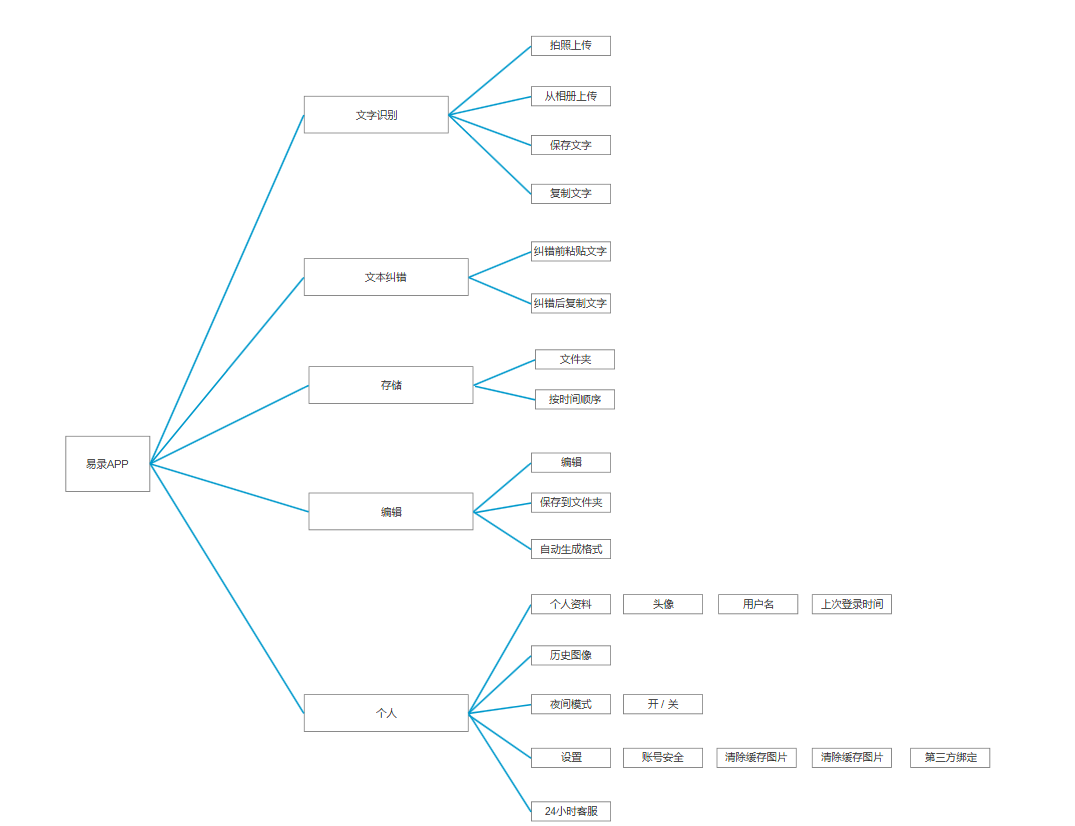 拍照上传
从相册上传
文字识别
保存文字
复制文字
纠错前粘贴文字
文本纠错
纠错后复制文字
文件夹
存储
按时间顺序
易录APP
编辑
保存到文件夹
编辑
自动生成格式
个人资料 头像 用户名 上次登录时间
历史图像
夜间模式 开 / 关
个人
设置 账号安全 清除缓存图片 清除缓存图片 第三方绑定
24小时客服